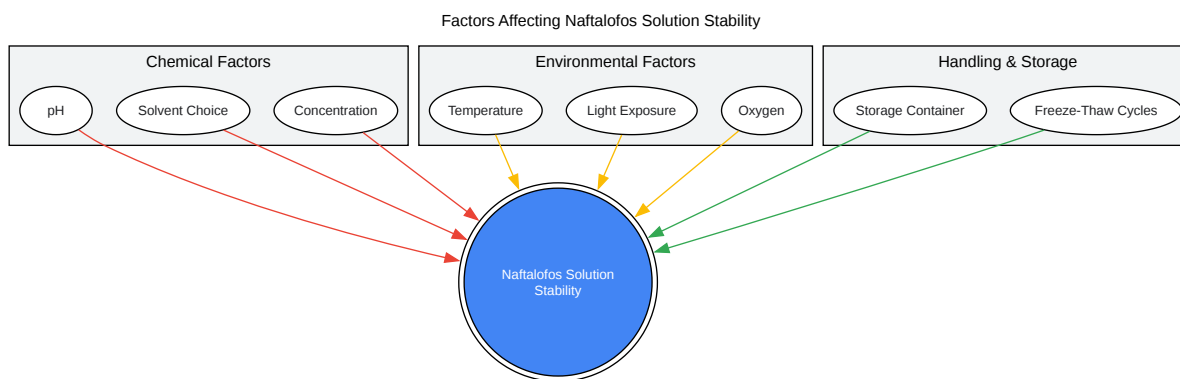 Factors Affecting Naftalofos Solution Stability
Chemical Factors
Environmental Factors
Handling & Storage
pH
Solvent Choice
Concentration
Temperature
Light Exposure
Oxygen
Storage Container
Freeze-Thaw Cycles
Naftalofos Solution
Stability